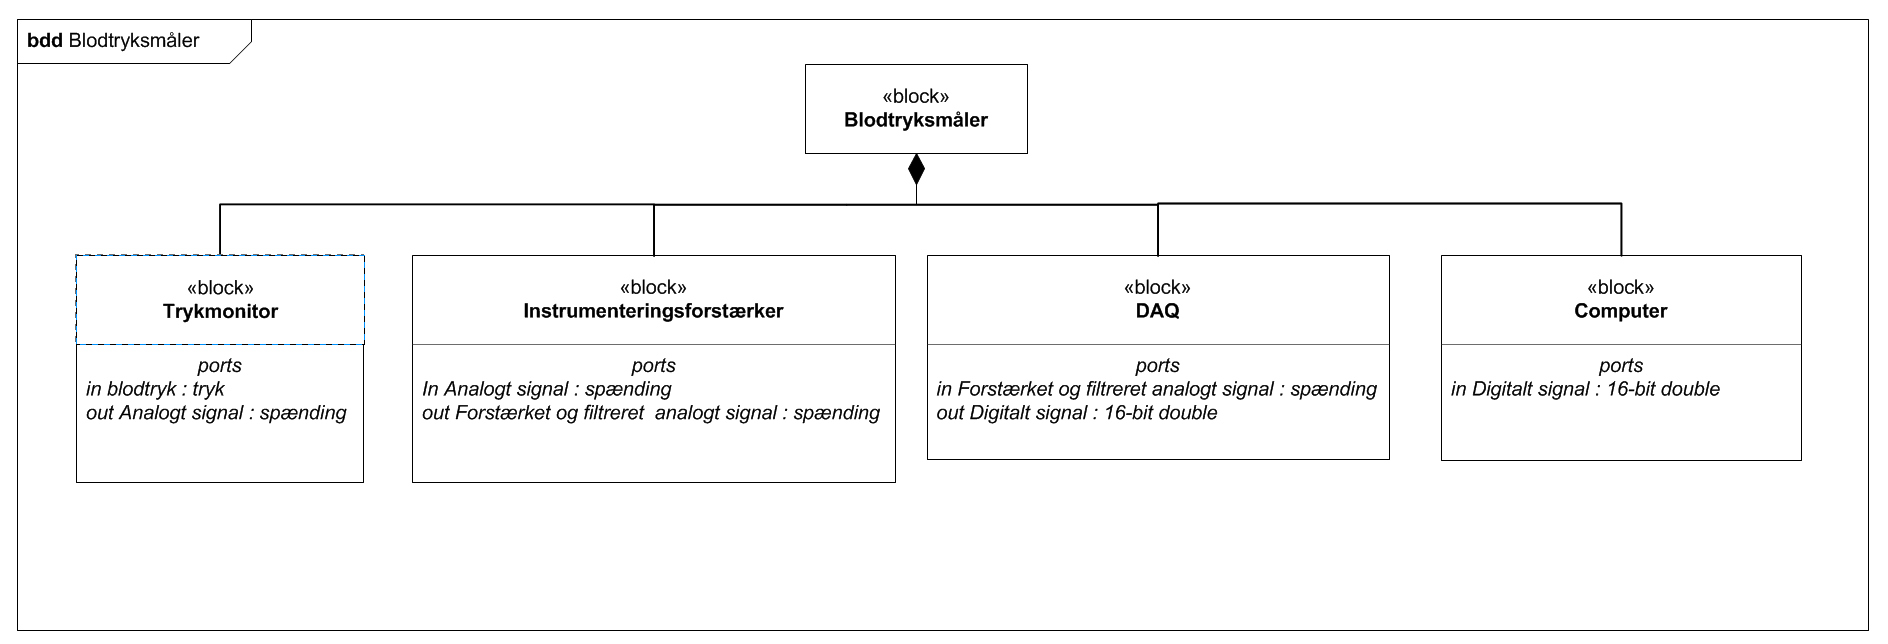 bdd Blodtryksmåler
«block»
Blodtryksmåler
«block»
Trykmonitor
ports
in blodtryk : tryk
out Analogt signal : spænding
«block»
Instrumenteringsforstærker
ports
In Analogt signal : spænding
out Forstærket og filtreret  analogt signal : spænding
«block»
DAQ
ports
in Forstærket og filtreret analogt signal : spænding
out Digitalt signal : 16-bit double
«block»
Computer
ports
in Digitalt signal : 16-bit double